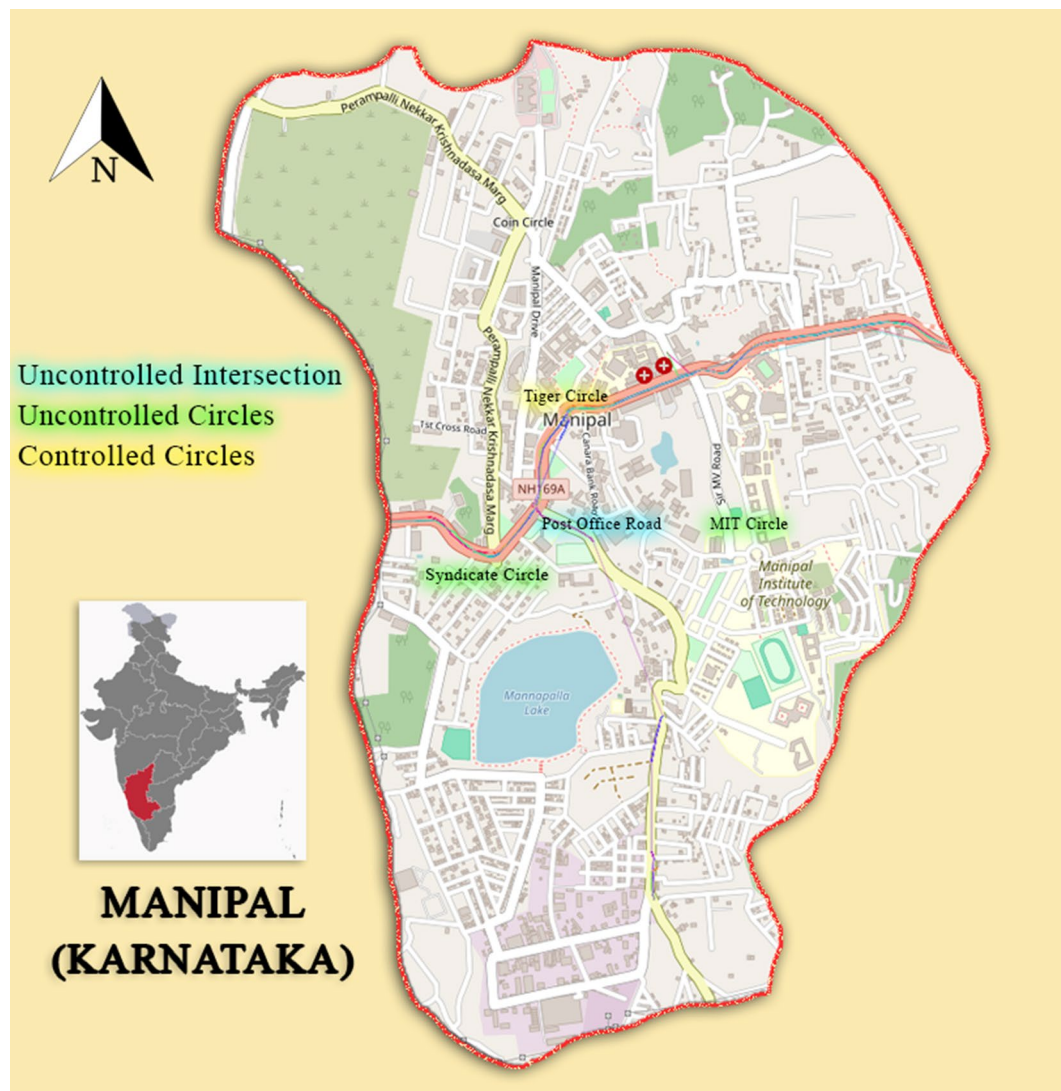 N
Perampalli Nekkar Krishnadasa Marg
Coin Circle
Manipal Drive
Perampalli Nekkar Krishnadasa Marg
Uncontrolled Intersection
Uncontrolled Circles
Controlled Circles
Tiger Circle
Manipal
1st Cross Road
Canara Bank Road
Sir MV Road
NH169A
Post Office Road
MIT Circle
Syndicate Circle
Manipal
Institute
of Technology
Mannapalla
Lake
MANIPAL
(KARNATAKA)